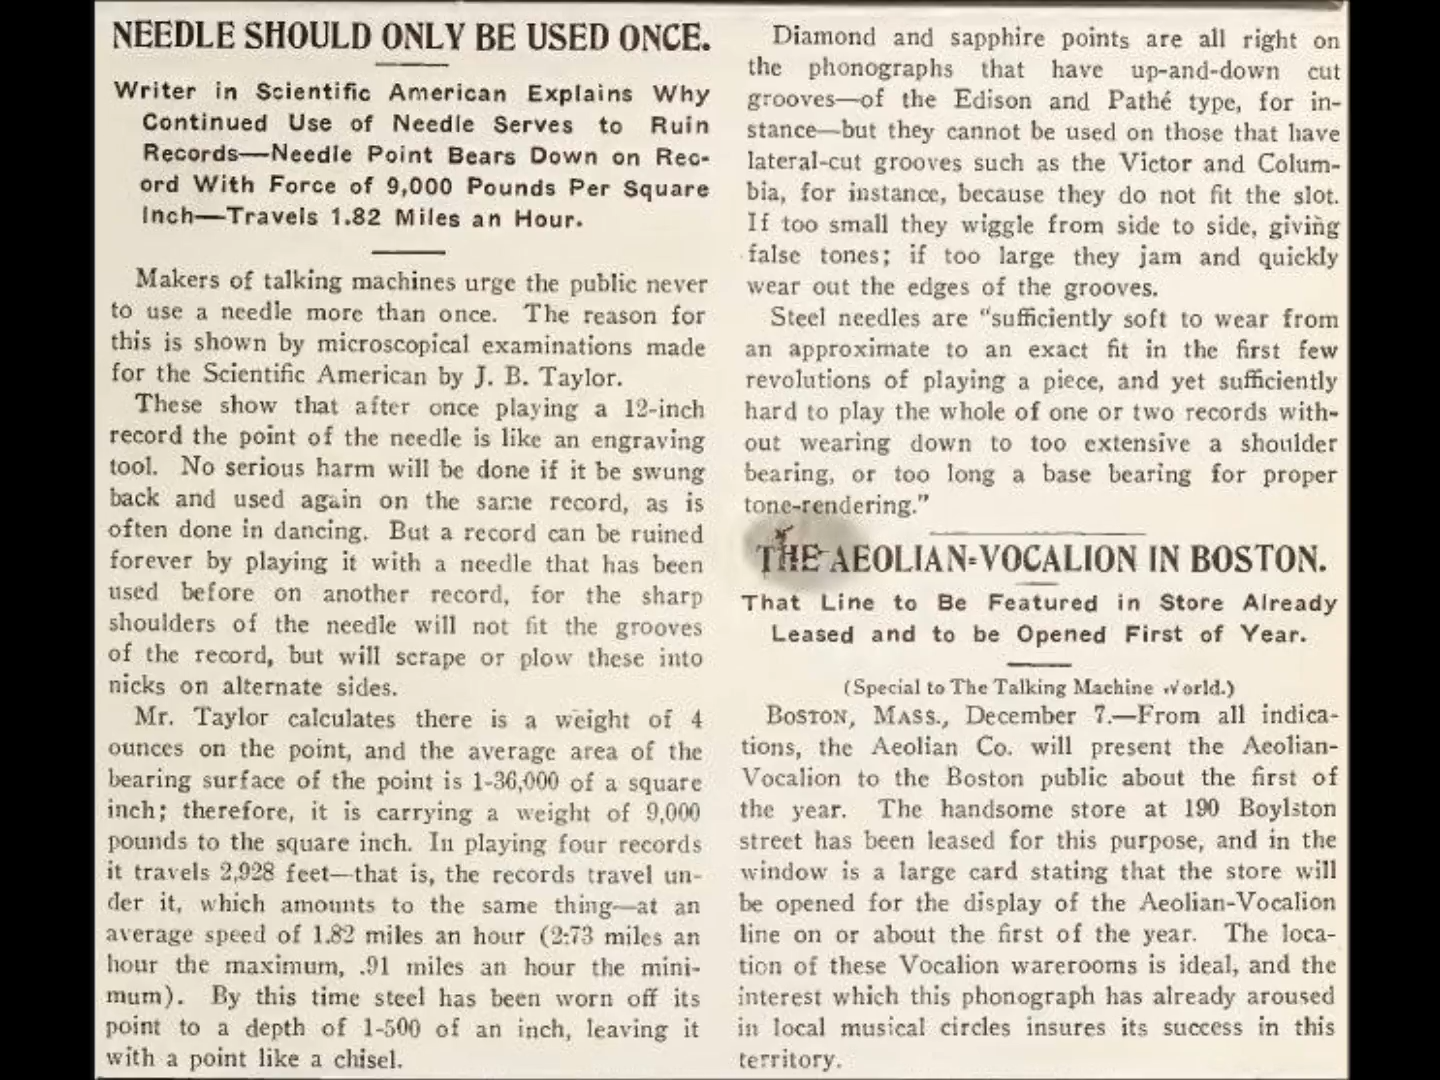 NEEDLE SHOULD ONLY BE USED ONCE.
Writer in Scientific American Explains Why
Continued Use of Needle Serves to Ruin
Records—Needle Point Bears Down on Rec-
ord With Force of 9,000 Pounds Per Square
Inch—Travels 1.82 Miles an Hour.
Makers of talking machines urge the public never
to use a needle more than once. The reason for
this is shown by microscopical examinations made
for the Scientific American by J. B. Taylor.
These show that after once playing a 12-inch
record the point of the needle is like an engraving
tool. No serious harm will be done if it be swung
back and used again on the same record, as is
often done in dancing. But a record can be ruined
forever by playing it with a needle that has been
used before on another record, for the sharp
shoulders of the needle will not fit the grooves
of the record, but will scrape or plow these into
nicks on alternate sides.
Mr. Taylor calculates there is a weight of 4
ounces on the point, and the average area of the
bearing surface of the point is 1-36,000 of a square
inch; therefore, it is carrying a weight of 9,000
pounds to the square inch. In playing four records
it travels 2,928 feet—that is, the records travel un-
der it, which amounts to the same thing—at an
average speed of 1.82 miles an hour (2.73 miles an
hour the maximum, .91 miles an hour the mini-
mum). By this time steel has been worn off its
point to a depth of 1-500 of an inch, leaving it
with a point like a chisel.
Diamond and sapphire points are all right on
the phonographs that have up-and-down cut
grooves—of the Edison and Pathé type, for in-
stance—but they cannot be used on those that have
lateral-cut grooves such as the Victor and Colum-
bia, for instance, because they do not fit the slot.
If too small they wiggle from side to side, giving
false tones; if too large they jam and quickly
wear out the edges of the grooves.
Steel needles are "sufficiently soft to wear from
an approximate to an exact fit in the first few
revolutions of playing a piece, and yet sufficiently
hard to play the whole of one or two records with-
out wearing down to too extensive a shoulder
bearing, or too long a base bearing for proper
tone-rendering."
THE AEOLIAN-VOCALION IN BOSTON.
That Line to Be Featured in Store Already
Leased and to be Opened First of Year.
(Special to The Talking Machine World.)
BOSTON, MASS., December 7.—From all indica-
tions, the Aeolian Co. will present the Aeolian-
Vocalion to the Boston public about the first of
the year. The handsome store at 190 Boylston
street has been leased for this purpose, and in the
window is a large card stating that the store will
be opened for the display of the Aeolian-Vocalion
line on or about the first of the year. The loca-
tion of these Vocalion warerooms is ideal, and the
interest which this phonograph has already aroused
in local musical circles insures its success in this
territory.